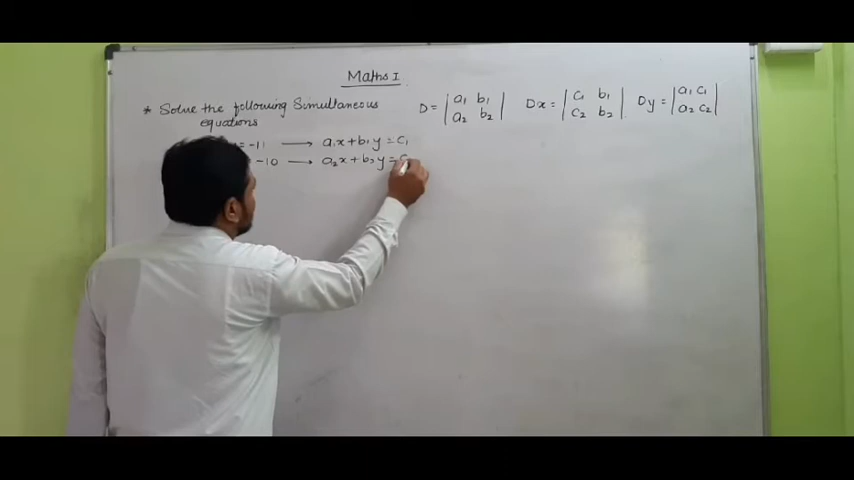 Maths I
* Solve the following Simultaneous
equations
= -11 → a₁x + b₁y = c₁
-10 → a₂x + b₂y = c
D = | a₁ b₁ | Dx = | c₁ b₁ | Dy = | a₁ c₁ |
| a₂ b₂ | | c₂ b₂ | | a₂ c₂ |